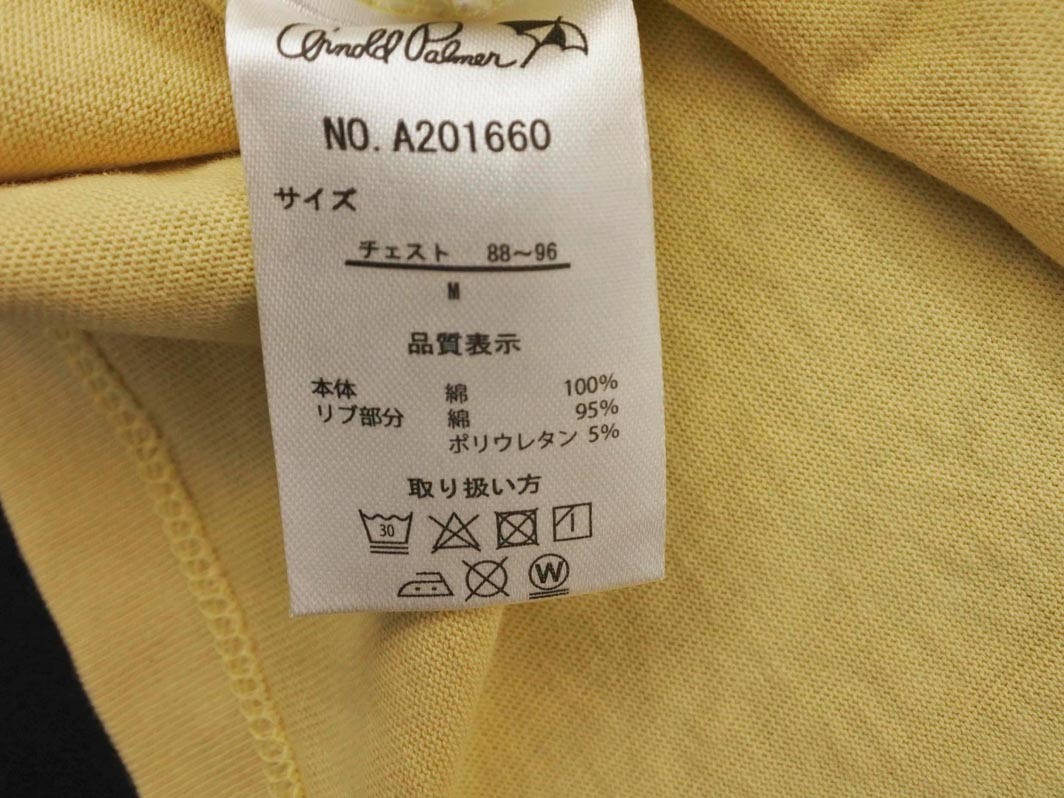 Arnold Palmer
NO. A201660
サイズ
チェスト 88〜96
M
品質表示
本体 綿 100%
リブ部分 綿 95%
ポリウレタン 5%
取り扱い方
30
W